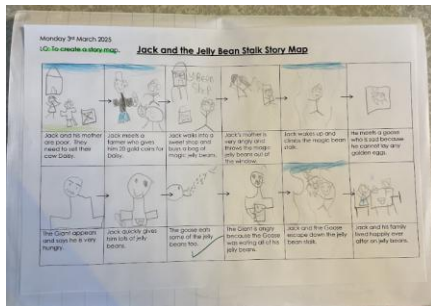 Monday 3rd March 2025
LO: To create a story map.
Jack and the Jelly Bean Stalk Story Map
Bean
Shop
Jack and his mother
are poor. They
need to sell their
cow Daisy.
Jack meets a
farmer who gives
him 20 gold coins for
Daisy.
Jack walks into a
sweet shop and
buys a bag of
magic jelly beans.
Jack's mother is
very angry and
throws the magic
jelly beans out of
the window.
Jack wakes up and
climbs the magic bean
stalk.
He meets a goose
who is sad because
he cannot lay any
golden eggs.
The Giant appears
and says he is very
hungry.
Jack quickly gives
him lots of jelly
beans.
The goose eats
some of the jelly
beans too.
The Giant is angry
because the Goose
was eating all of his
jelly beans.
Jack and the Goose
escape down the jelly
bean stalk.
Jack and his family
lived happily ever
after on jelly beans.